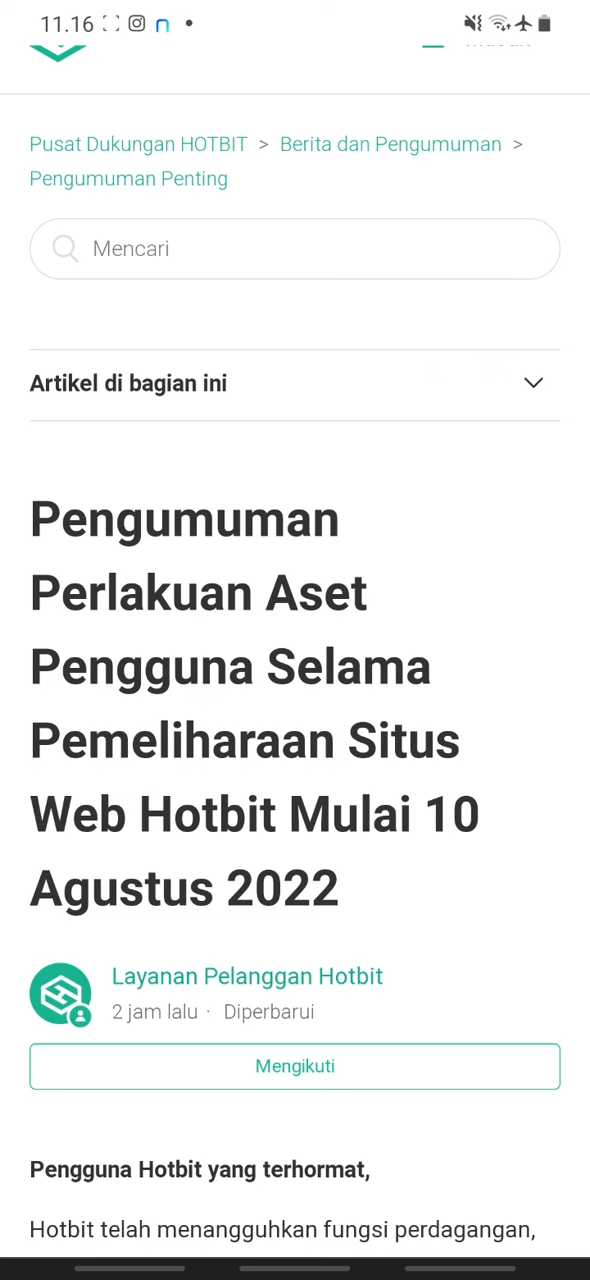 11.16
Pusat Dukungan HOTBIT > Berita dan Pengumuman >
Pengumuman Penting
Mencari
Artikel di bagian ini
Pengumuman
Perlakuan Aset
Pengguna Selama
Pemeliharaan Situs
Web Hotbit Mulai 10
Agustus 2022
Layanan Pelanggan Hotbit
2 jam lalu · Diperbarui
Mengikuti
Pengguna Hotbit yang terhormat,
Hotbit telah menangguhkan fungsi perdagangan,